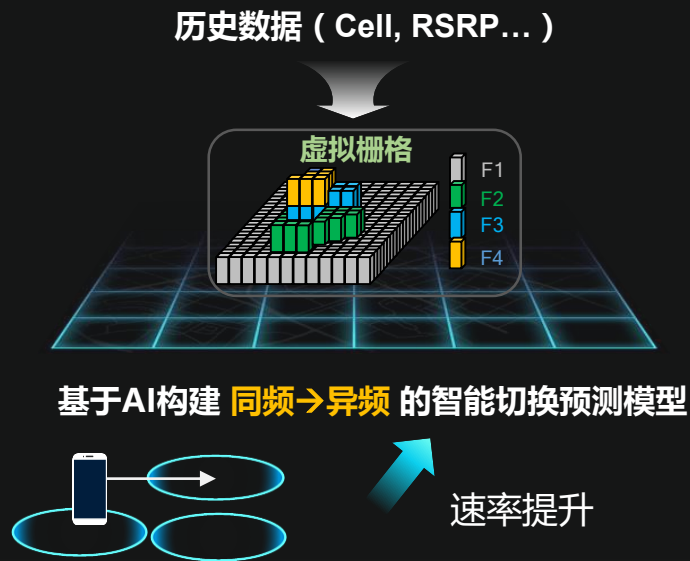 历史数据（Cell, RSRP…）
虚拟栅格
F1
F2
F3
F4
基于AI构建 同频→异频 的智能切换预测模型
速率提升